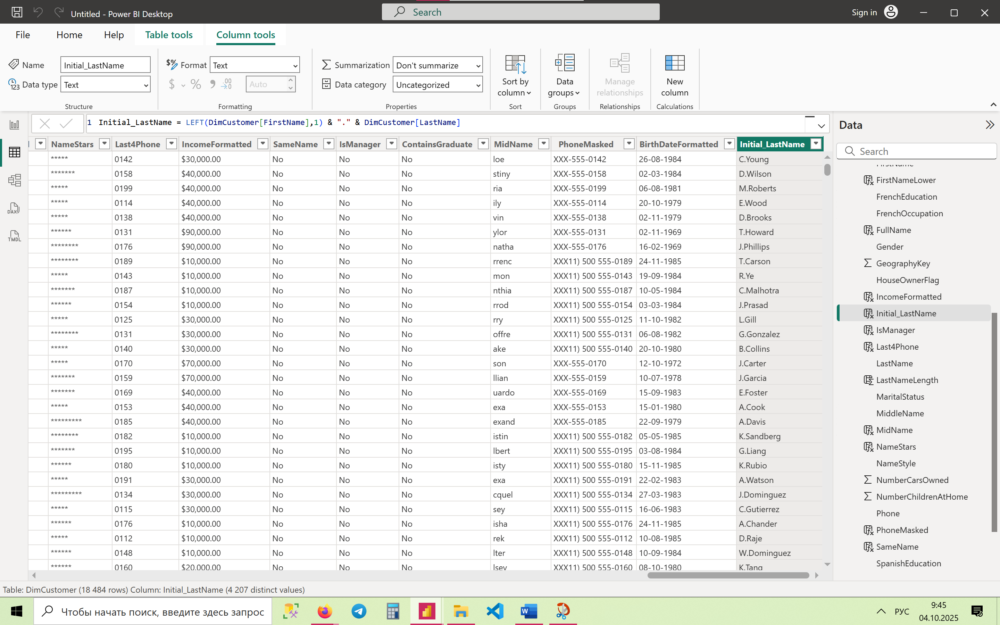 Untitled - Power BI Desktop
Search
Sign in
File
Home
Help
Table tools
Column tools
Name
Initial_LastName
Data type
Text
Structure
Format
Text
$ % 9 .00 .0
Auto
Formatting
Summarization
Don't summarize
Data category
Uncategorized
Properties
Sort by
column
Sort
Data
groups
Groups
Manage
relationships
Relationships
New
column
Calculations
1 Initial_LastName = LEFT(DimCustomer[FirstName],1) & "." & DimCustomer[LastName]
NameStars Last4Phone IncomeFormatted SameName IsManager ContainsGraduate MidName PhoneMasked BirthDateFormatted Initial_LastName
***** 0142 $30,000.00 No No No loe XXX-555-0142 26-08-1984 C.Young
******* 0158 $40,000.00 No No No stiny XXX-555-0158 02-03-1984 D.Wilson
***** 0199 $40,000.00 No No No ria XXX-555-0199 06-08-1981 M.Roberts
***** 0114 $40,000.00 No No No ily XXX-555-0114 20-10-1979 E.Wood
***** 0138 $40,000.00 No No No vin XXX-555-0138 02-11-1979 D.Brooks
****** 0131 $90,000.00 No No No ylor XXX-555-0131 02-11-1969 T.Howard
******** 0176 $90,000.00 No No No natha XXX-555-0176 16-02-1969 J.Phillips
******** 0189 $10,000.00 No No No rrenc XXX11) 500 555-0189 24-11-1985 T.Carson
***** 0143 $10,000.00 No No No mon XXX11) 500 555-0143 19-09-1984 R.Ye
******* 0187 $10,000.00 No No No nthia XXX11) 500 555-0187 10-05-1984 C.Malhotra
****** 0154 $10,000.00 No No No rrod XXX11) 500 555-0154 03-03-1984 J.Prasad
***** 0125 $30,000.00 No No No rry XXX11) 500 555-0125 11-10-1982 L.Gill
******** 0131 $30,000.00 No No No offre XXX11) 500 555-0131 06-08-1982 G.Gonzalez
***** 0140 $30,000.00 No No No ake XXX11) 500 555-0140 20-10-1980 B.Collins
***** 0170 $70,000.00 No No No son XXX-555-0170 12-10-1972 J.Carter
******* 0159 $70,000.00 No No No llian XXX-555-0159 10-07-1978 J.Garcia
******* 0169 $40,000.00 No No No uardo XXX-555-0169 15-09-1983 E.Foster
***** 0153 $40,000.00 No No No exa XXX-555-0153 15-01-1980 A.Cook
********* 0185 $40,000.00 No No No exand XXX-555-0185 22-09-1979 A.Davis
******** 0182 $10,000.00 No No No istin XXX11) 500 555-0182 05-05-1985 K.Sandberg
******* 0195 $10,000.00 No No No lbert XXX11) 500 555-0195 03-08-1984 G.Liang
****** 0180 $10,000.00 No No No isty XXX11) 500 555-0180 15-11-1985 K.Rubio
***** 0191 $30,000.00 No No No exa XXX11) 500 555-0191 22-02-1983 A.Watson
********* 0134 $30,000.00 No No No cquel XXX11) 500 555-0134 27-03-1983 J.Dominguez
***** 0115 $30,000.00 No No No sey XXX11) 500 555-0115 16-06-1983 C.Gutierrez
****** 0176 $10,000.00 No No No isha XXX11) 500 555-0176 24-11-1985 A.Chander
***** 0112 $10,000.00 No No No rek XXX11) 500 555-0112 10-08-1985 D.Raje
****** 0148 $10,000.00 No No No lter XXX11) 500 555-0148 10-09-1984 W.Dominguez
****** 0160 $20,000.00 No No No lsey XXX11) 500 555-0160 08-10-1980 K.Tang
DAX
TMDL
Data
Search
FirstName
FirstNameLower
FrenchEducation
FrenchOccupation
FullName
Gender
GeographyKey
HouseOwnerFlag
IncomeFormatted
Initial_LastName
IsManager
Last4Phone
LastName
LastNameLength
MaritalStatus
MiddleName
MidName
NameStars
NameStyle
NumberCarsOwned
NumberChildrenAtHome
Phone
PhoneMasked
SameName
SpanishEducation
Table: DimCustomer (18 484 rows) Column: Initial_LastName (4 207 distinct values)
Чтобы начать поиск, введите здесь запрос
РУС
9:45
04.10.2025